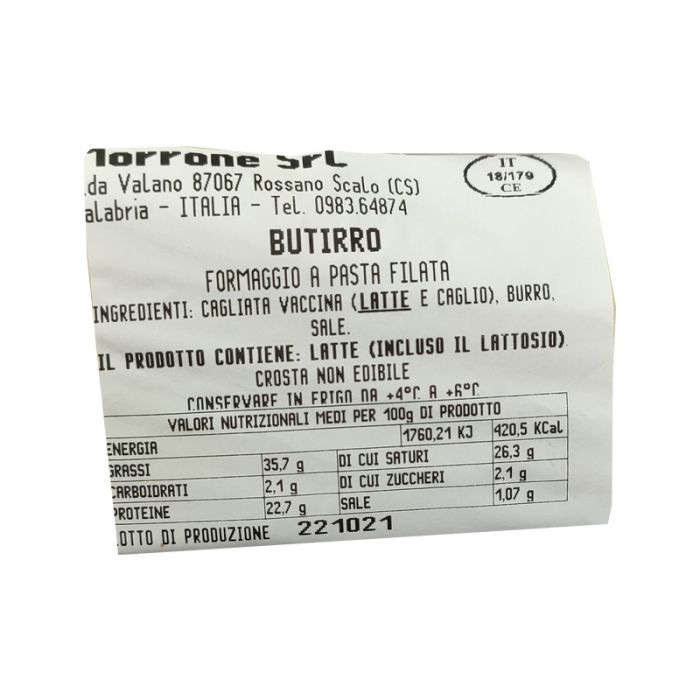 Morrone SrL
IT
18/179
CE
.da Valano 87067 Rossano Scalo (CS)
alabria - ITALIA - Tel. 0983.64874
BUTIRRO
FORMAGGIO A PASTA FILATA
INGREDIENTI: CAGLIATA VACCINA (LATTE E CAGLIO), BURRO,
SALE.
IL PRODOTTO CONTIENE: LATTE (INCLUSO IL LATTOSIO).
CROSTA NON EDIBILE
CONSERVARE IN FRIGO DA +4°C A +6°C
VALORI NUTRIZIONALI MEDI PER 100g DI PRODOTTO
ENERGIA 1760,21 KJ 420,5 KCal
GRASSI 35,7 g DI CUI SATURI 26,3 g
CARBOIDRATI 2,1 g DI CUI ZUCCHERI 2,1 g
PROTEINE 22,7 g SALE 1,07 g
LOTTO DI PRODUZIONE 221021